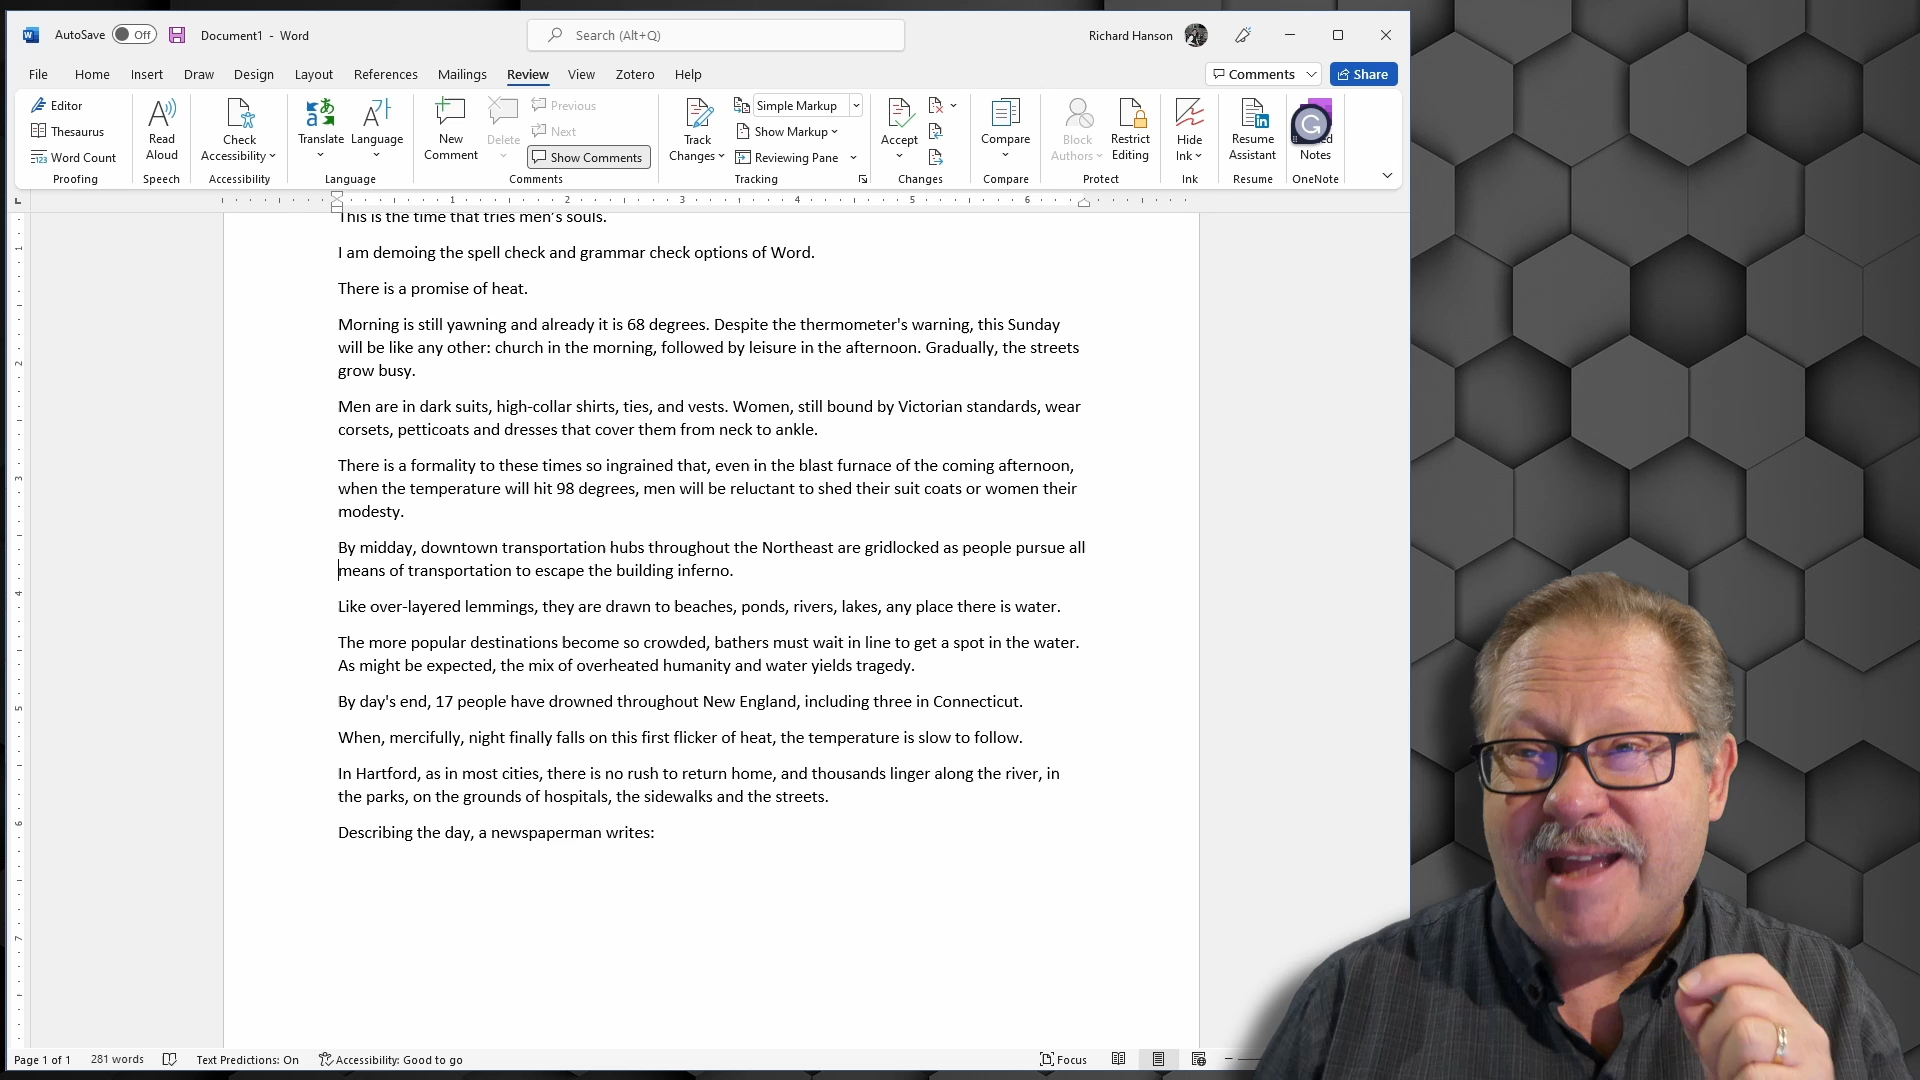 AutoSave Off Document1 - Word Search (Alt+Q) Richard Hanson
File Home Insert Draw Design Layout References Mailings Review View Zotero Help Comments Share
Editor
Thesaurus
Word Count
Proofing
Read
Aloud
Speech
Check
Accessibility
Accessibility
Translate
Language
Language
New
Comment
Delete
Previous
Next
Show Comments
Comments
Track
Changes
Simple Markup
Show Markup
Reviewing Pane
Tracking
Accept
Changes
Compare
Compare
Block
Authors
Restrict
Editing
Protect
Hide
Ink
Ink
Resume
Assistant
Resume
G
Notes
OneNote
1 2 3 4 5 6
1
2
3
4
5
6
7
This is the time that tries men's souls.
I am demoing the spell check and grammar check options of Word.
There is a promise of heat.
Morning is still yawning and already it is 68 degrees. Despite the thermometer's warning, this Sunday
will be like any other: church in the morning, followed by leisure in the afternoon. Gradually, the streets
grow busy.
Men are in dark suits, high-collar shirts, ties, and vests. Women, still bound by Victorian standards, wear
corsets, petticoats and dresses that cover them from neck to ankle.
There is a formality to these times so ingrained that, even in the blast furnace of the coming afternoon,
when the temperature will hit 98 degrees, men will be reluctant to shed their suit coats or women their
modesty.
By midday, downtown transportation hubs throughout the Northeast are gridlocked as people pursue all
means of transportation to escape the building inferno.
Like over-layered lemmings, they are drawn to beaches, ponds, rivers, lakes, any place there is water.
The more popular destinations become so crowded, bathers must wait in line to get a spot in the water.
As might be expected, the mix of overheated humanity and water yields tragedy.
By day's end, 17 people have drowned throughout New England, including three in Connecticut.
When, mercifully, night finally falls on this first flicker of heat, the temperature is slow to follow.
In Hartford, as in most cities, there is no rush to return home, and thousands linger along the river, in
the parks, on the grounds of hospitals, the sidewalks and the streets.
Describing the day, a newspaperman writes:
Page 1 of 1 281 words Text Predictions: On Accessibility: Good to go Focus